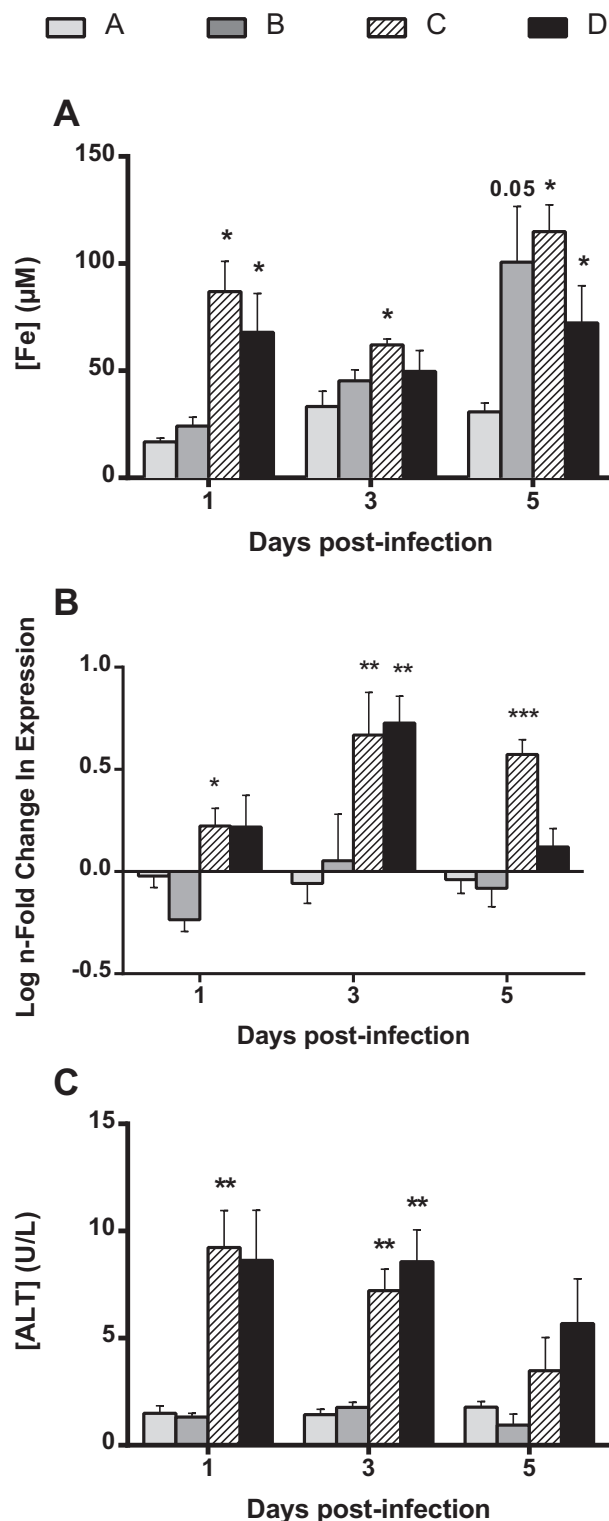 A B C D
A
[Fe] (µM)
150
100
50
0
* * * 0.05 * *
1 3 5
Days post-infection
B
Log n-Fold Change In Expression
1.0
0.5
0.0
-0.5
* ** ** ***
1 3 5
Days post-infection
C
[ALT] (U/L)
15
10
5
0
** ** **
1 3 5
Days post-infection